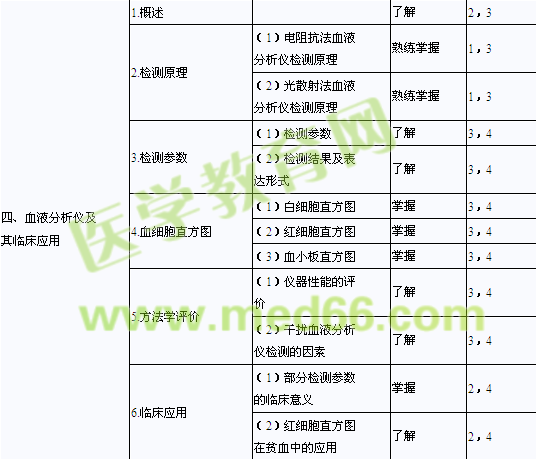 1.概述
了解
2，3
2.检测原理
（1）电阻抗法血液
分析仪检测原理
熟练掌握
1，3
（2）光散射法血液
分析仪检测原理
熟练掌握
1，3
3.检测参数
（1）检测参数
了解
3，4
（2）检测结果及表
达形式
了解
3，4
四、血液分析仪及
其临床应用
4.血细胞直方图
（1）白细胞直方图
掌握
3，4
（2）红细胞直方图
掌握
3，4
（3）血小板直方图
掌握
3，4
5.方法学评价
（1）仪器性能的评
价
了解
3，4
（2）干扰血液分析
仪检测的因素
了解
3，4
6.临床应用
（1）部分检测参数
的临床意义
掌握
2，4
（2）红细胞直方图
在贫血中的应用
了解
2，4
医学教育网
www.med66.com